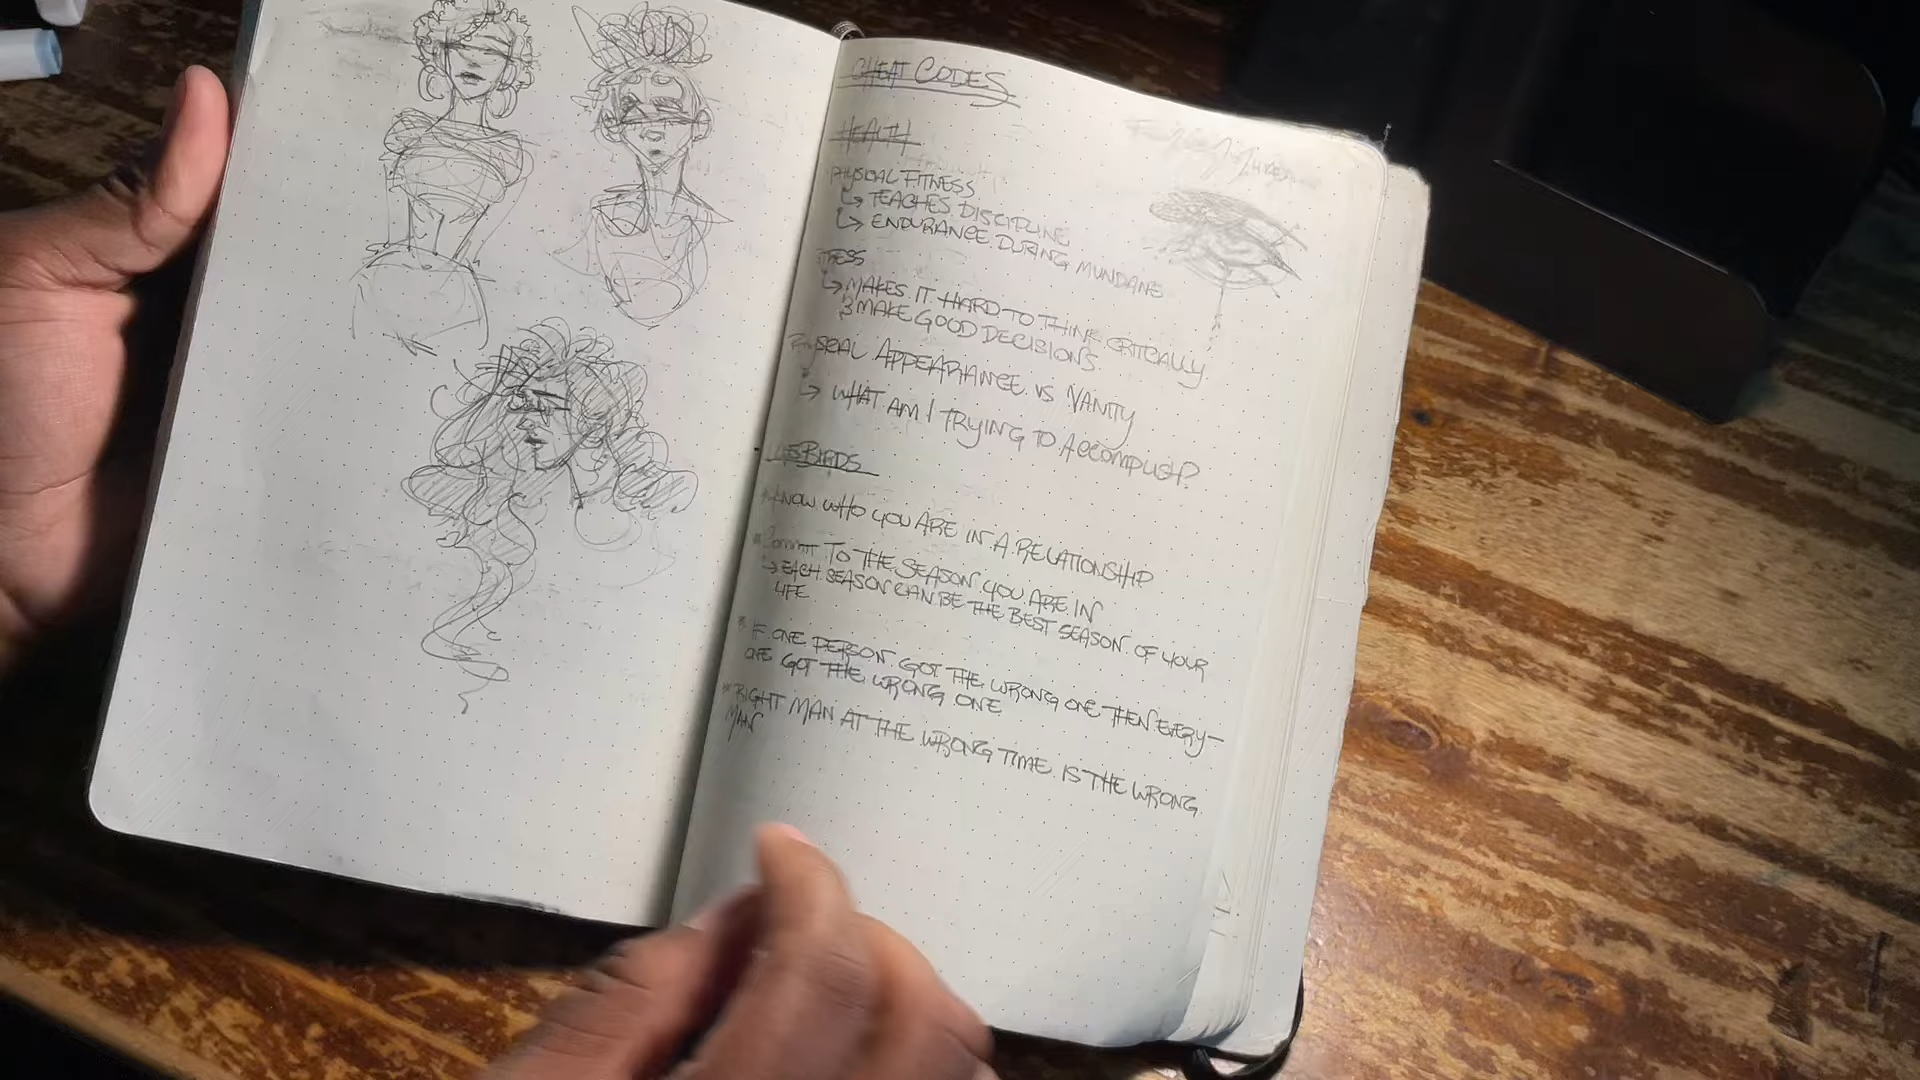 CHEAT CODES
HEALTH
PHYSICAL FITNESS
↳ TEACHES DISCIPLINE
↳ ENDURANCE DURING MUNDANE
STRESS
↳ MAKES IT HARD TO THINK CRITICALLY
& MAKE GOOD DECISIONS
APPEARANCE VS VANITY
↳ WHAT AM I TRYING TO ACCOMPLISH?
BIRDS
* KNOW WHO YOU ARE IN A RELATIONSHIP
* COMMIT TO THE SEASON YOU ARE IN
↳ EACH SEASON CAN BE THE BEST SEASON OF YOUR
LIFE
* IF ONE PERSON GOT THE WRONG ONE THEN EVERY-
ONE GOT THE WRONG ONE
* RIGHT MAN AT THE WRONG TIME IS THE WRONG
MAN